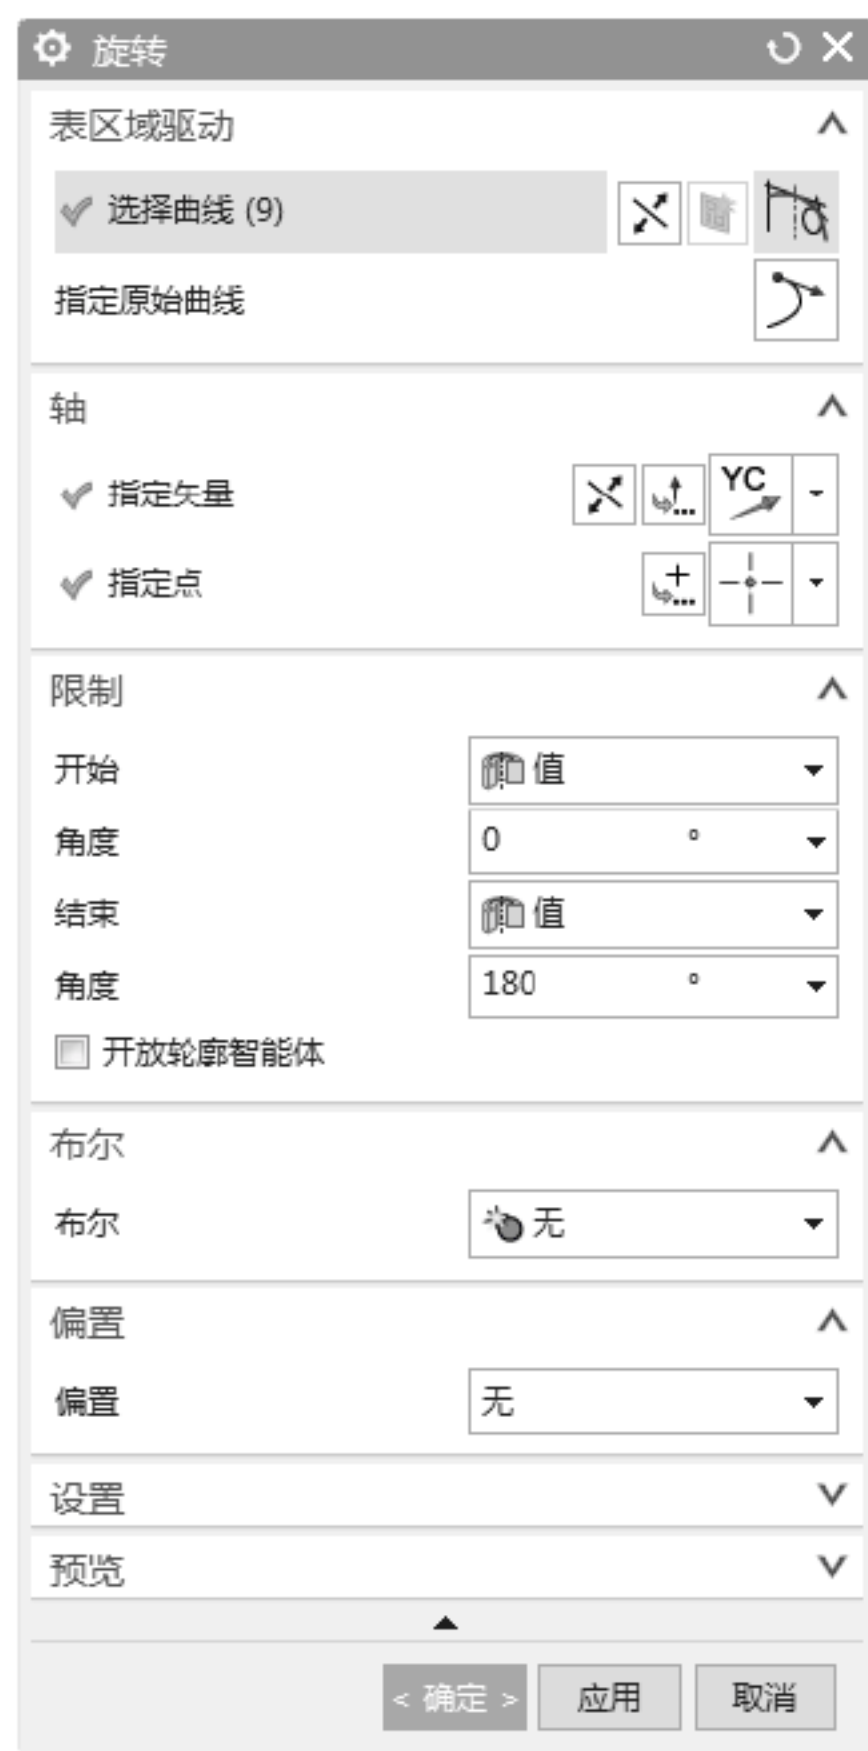 旋转
表区域驱动
选择曲线 (9)
指定原始曲线
轴
指定矢量 YC
指定点
限制
开始 值
角度 0 °
结束 值
角度 180 °
开放轮廓智能体
布尔
布尔 无
偏置
偏置 无
设置
预览
< 确定 > 应用 取消